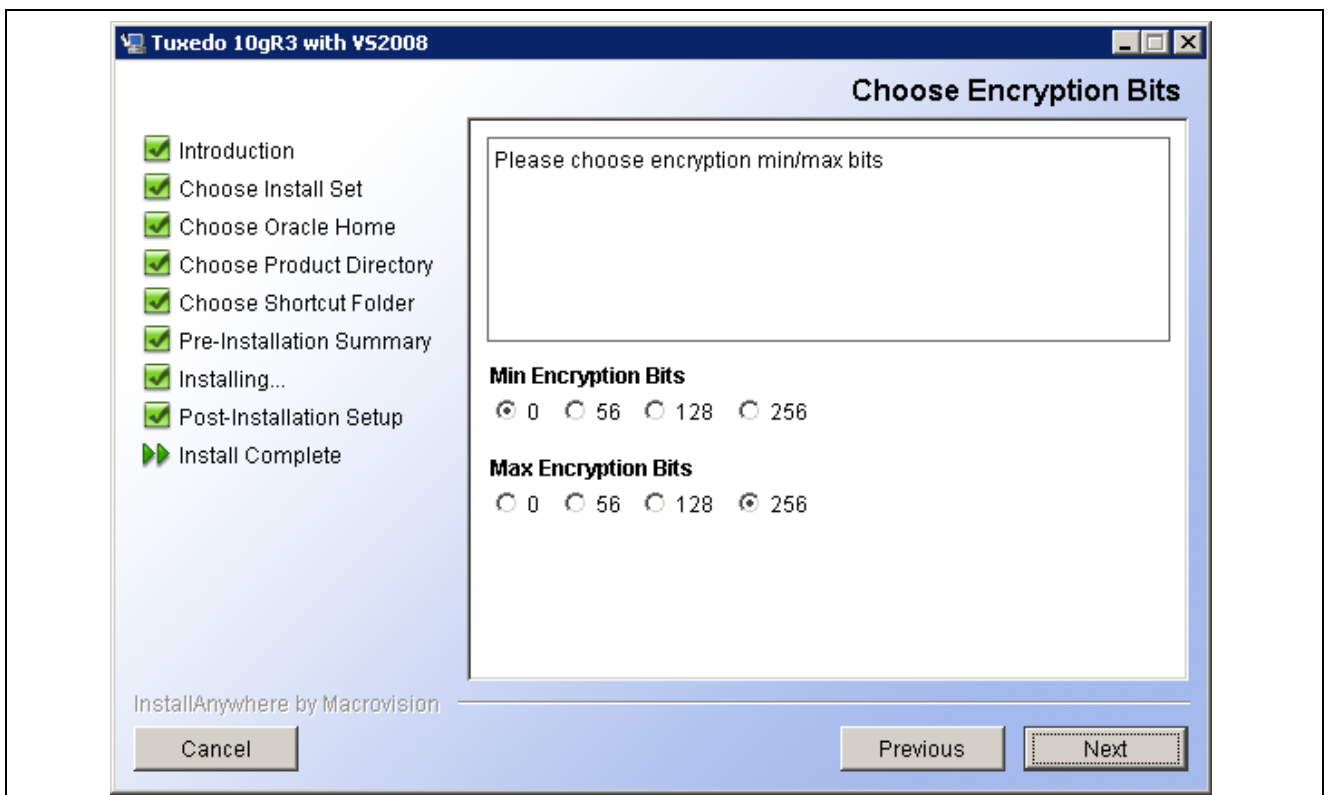 Tuxedo 10gR3 with VS2008
Choose Encryption Bits
Introduction
Choose Install Set
Choose Oracle Home
Choose Product Directory
Choose Shortcut Folder
Pre-Installation Summary
Installing...
Post-Installation Setup
Install Complete
Please choose encryption min/max bits
Min Encryption Bits
0 56 128 256
Max Encryption Bits
0 56 128 256
InstallAnywhere by Macrovision
Cancel Previous Next